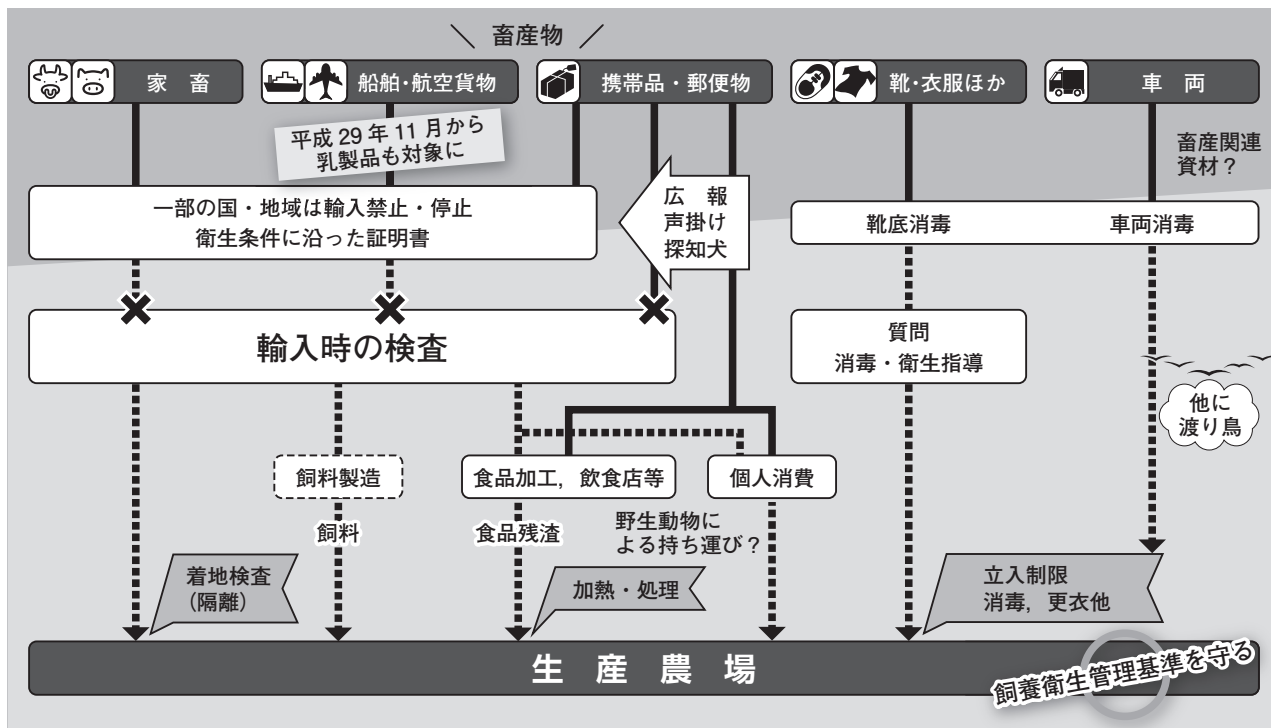 ＼ 畜産物 ／
家 畜
船舶・航空貨物
携帯品・郵便物
靴・衣服ほか
車 両
平成 29 年 11 月から
乳製品も対象に
畜産関連
資材？
一部の国・地域は輸入禁止・停止
衛生条件に沿った証明書
広 報
声掛け
探知犬
靴底消毒
車両消毒
輸入時の検査
質問
消毒・衛生指導
他に
渡り鳥
飼料製造
食品加工，飲食店等
個人消費
飼料
食品残渣
野生動物に
よる持ち運び？
着地検査
(隔離)
加熱・処理
立入制限
消毒，更衣他
生 産 農 場
飼養衛生管理基準を守る